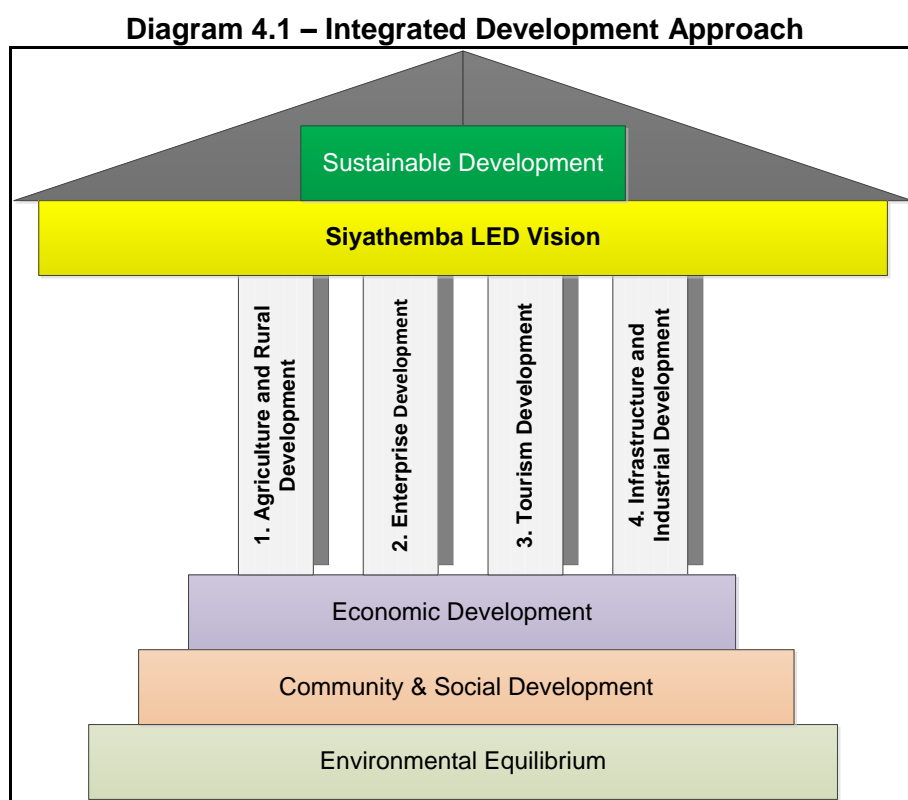 Diagram 4.1 – Integrated Development Approach
Sustainable Development
Siyathemba LED Vision
1. Agriculture and Rural
Development
2. Enterprise Development
3. Tourism Development
4. Infrastructure and
Industrial Development
Economic Development
Community & Social Development
Environmental Equilibrium